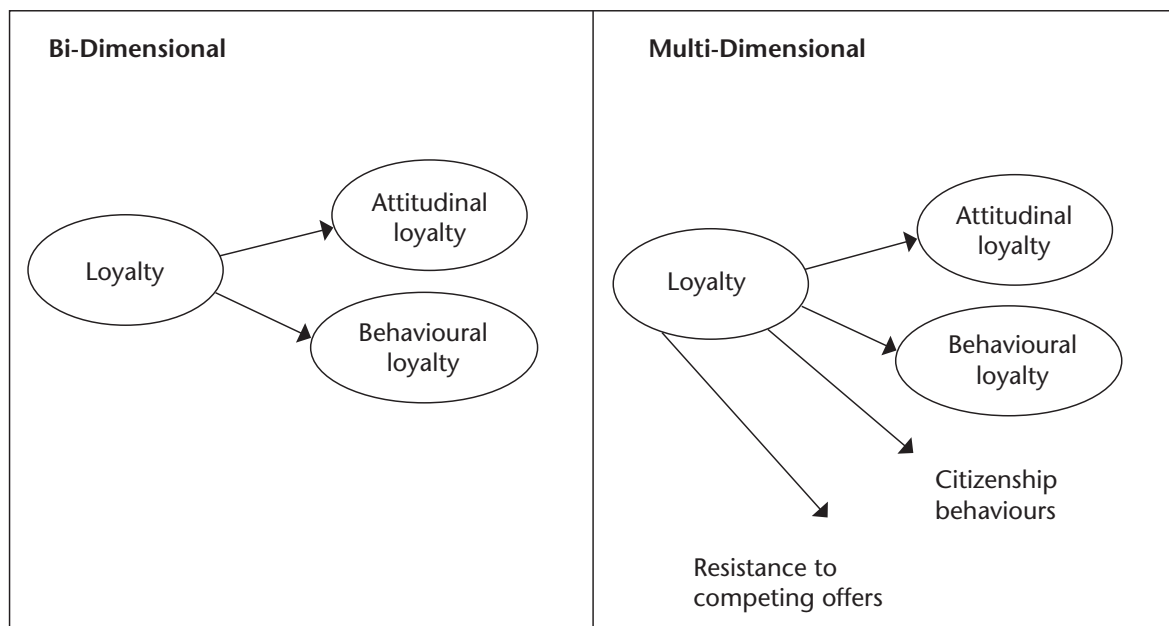 Bi-Dimensional
Loyalty
Attitudinal
loyalty
Behavioural
loyalty
Multi-Dimensional
Loyalty
Attitudinal
loyalty
Behavioural
loyalty
Citizenship
behaviours
Resistance to
competing offers